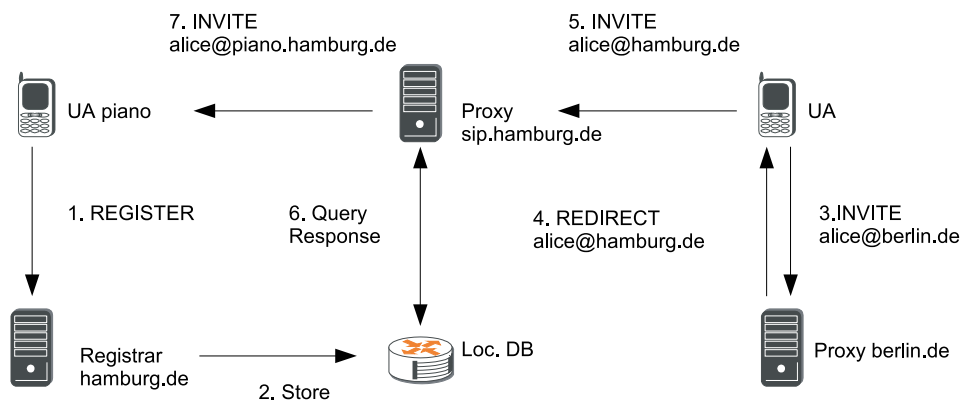 7. INVITE
alice@piano.hamburg.de
5. INVITE
alice@hamburg.de
UA piano
Proxy
sip.hamburg.de
UA
1. REGISTER
6. Query
Response
4. REDIRECT
alice@hamburg.de
3.INVITE
alice@berlin.de
Registrar
hamburg.de
2. Store
Loc. DB
Proxy berlin.de